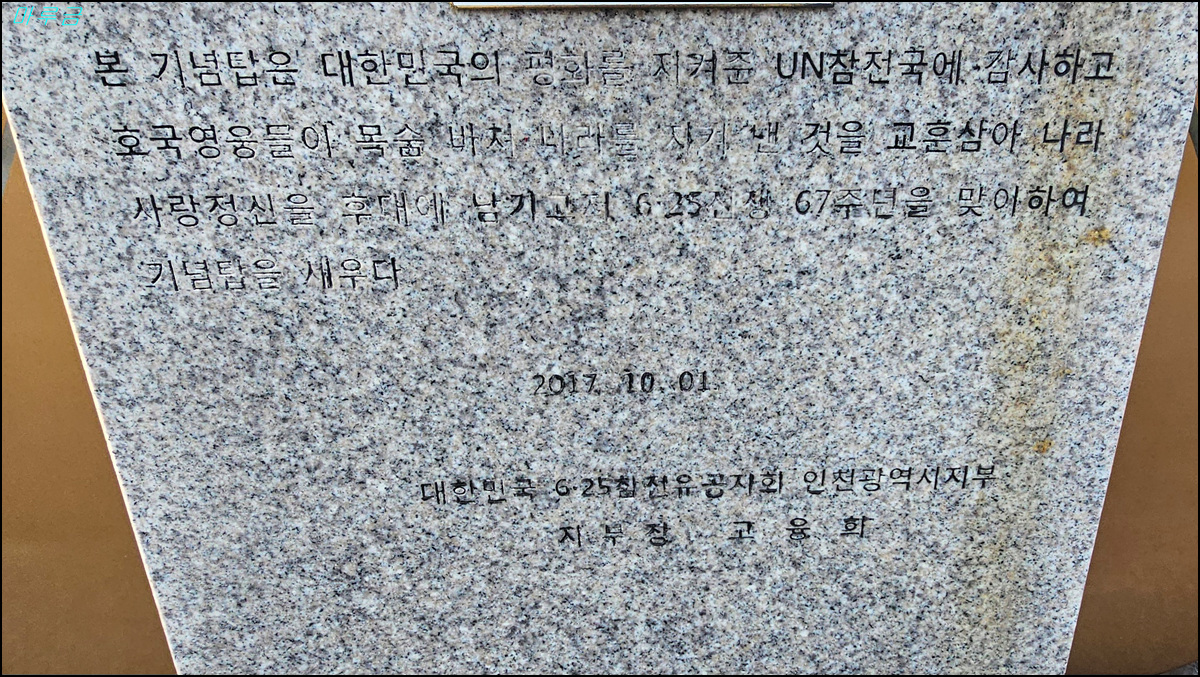 바루날
본 기념탑은 대한민국의 평화를 지켜준 UN참전국에 감사하고
호국영웅들이 목숨 바쳐 나라를 지켜 낸 것을 교훈삼아 나라
사랑정신을 후대에 남기고저 6·25전쟁 67주년을 맞아하여
기념탑을 세우다
2017. 10. 01
대한민국 6·25참전유공자회 인천광역시지부
지 부 장 고 융 희